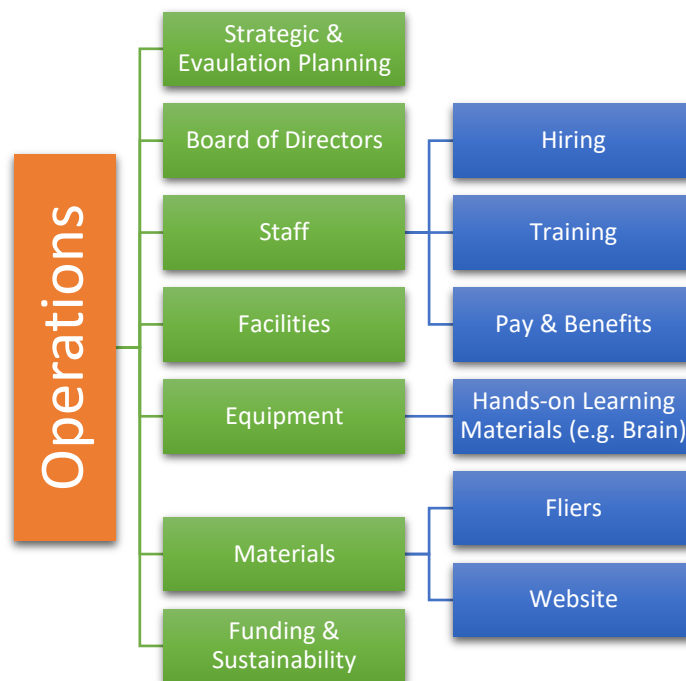 Operations
Strategic &
Evaulation Planning
Board of Directors
Staff
Hiring
Training
Pay & Benefits
Facilities
Equipment
Hands-on Learning
Materials (e.g. Brain)
Materials
Fliers
Website
Funding &
Sustainability